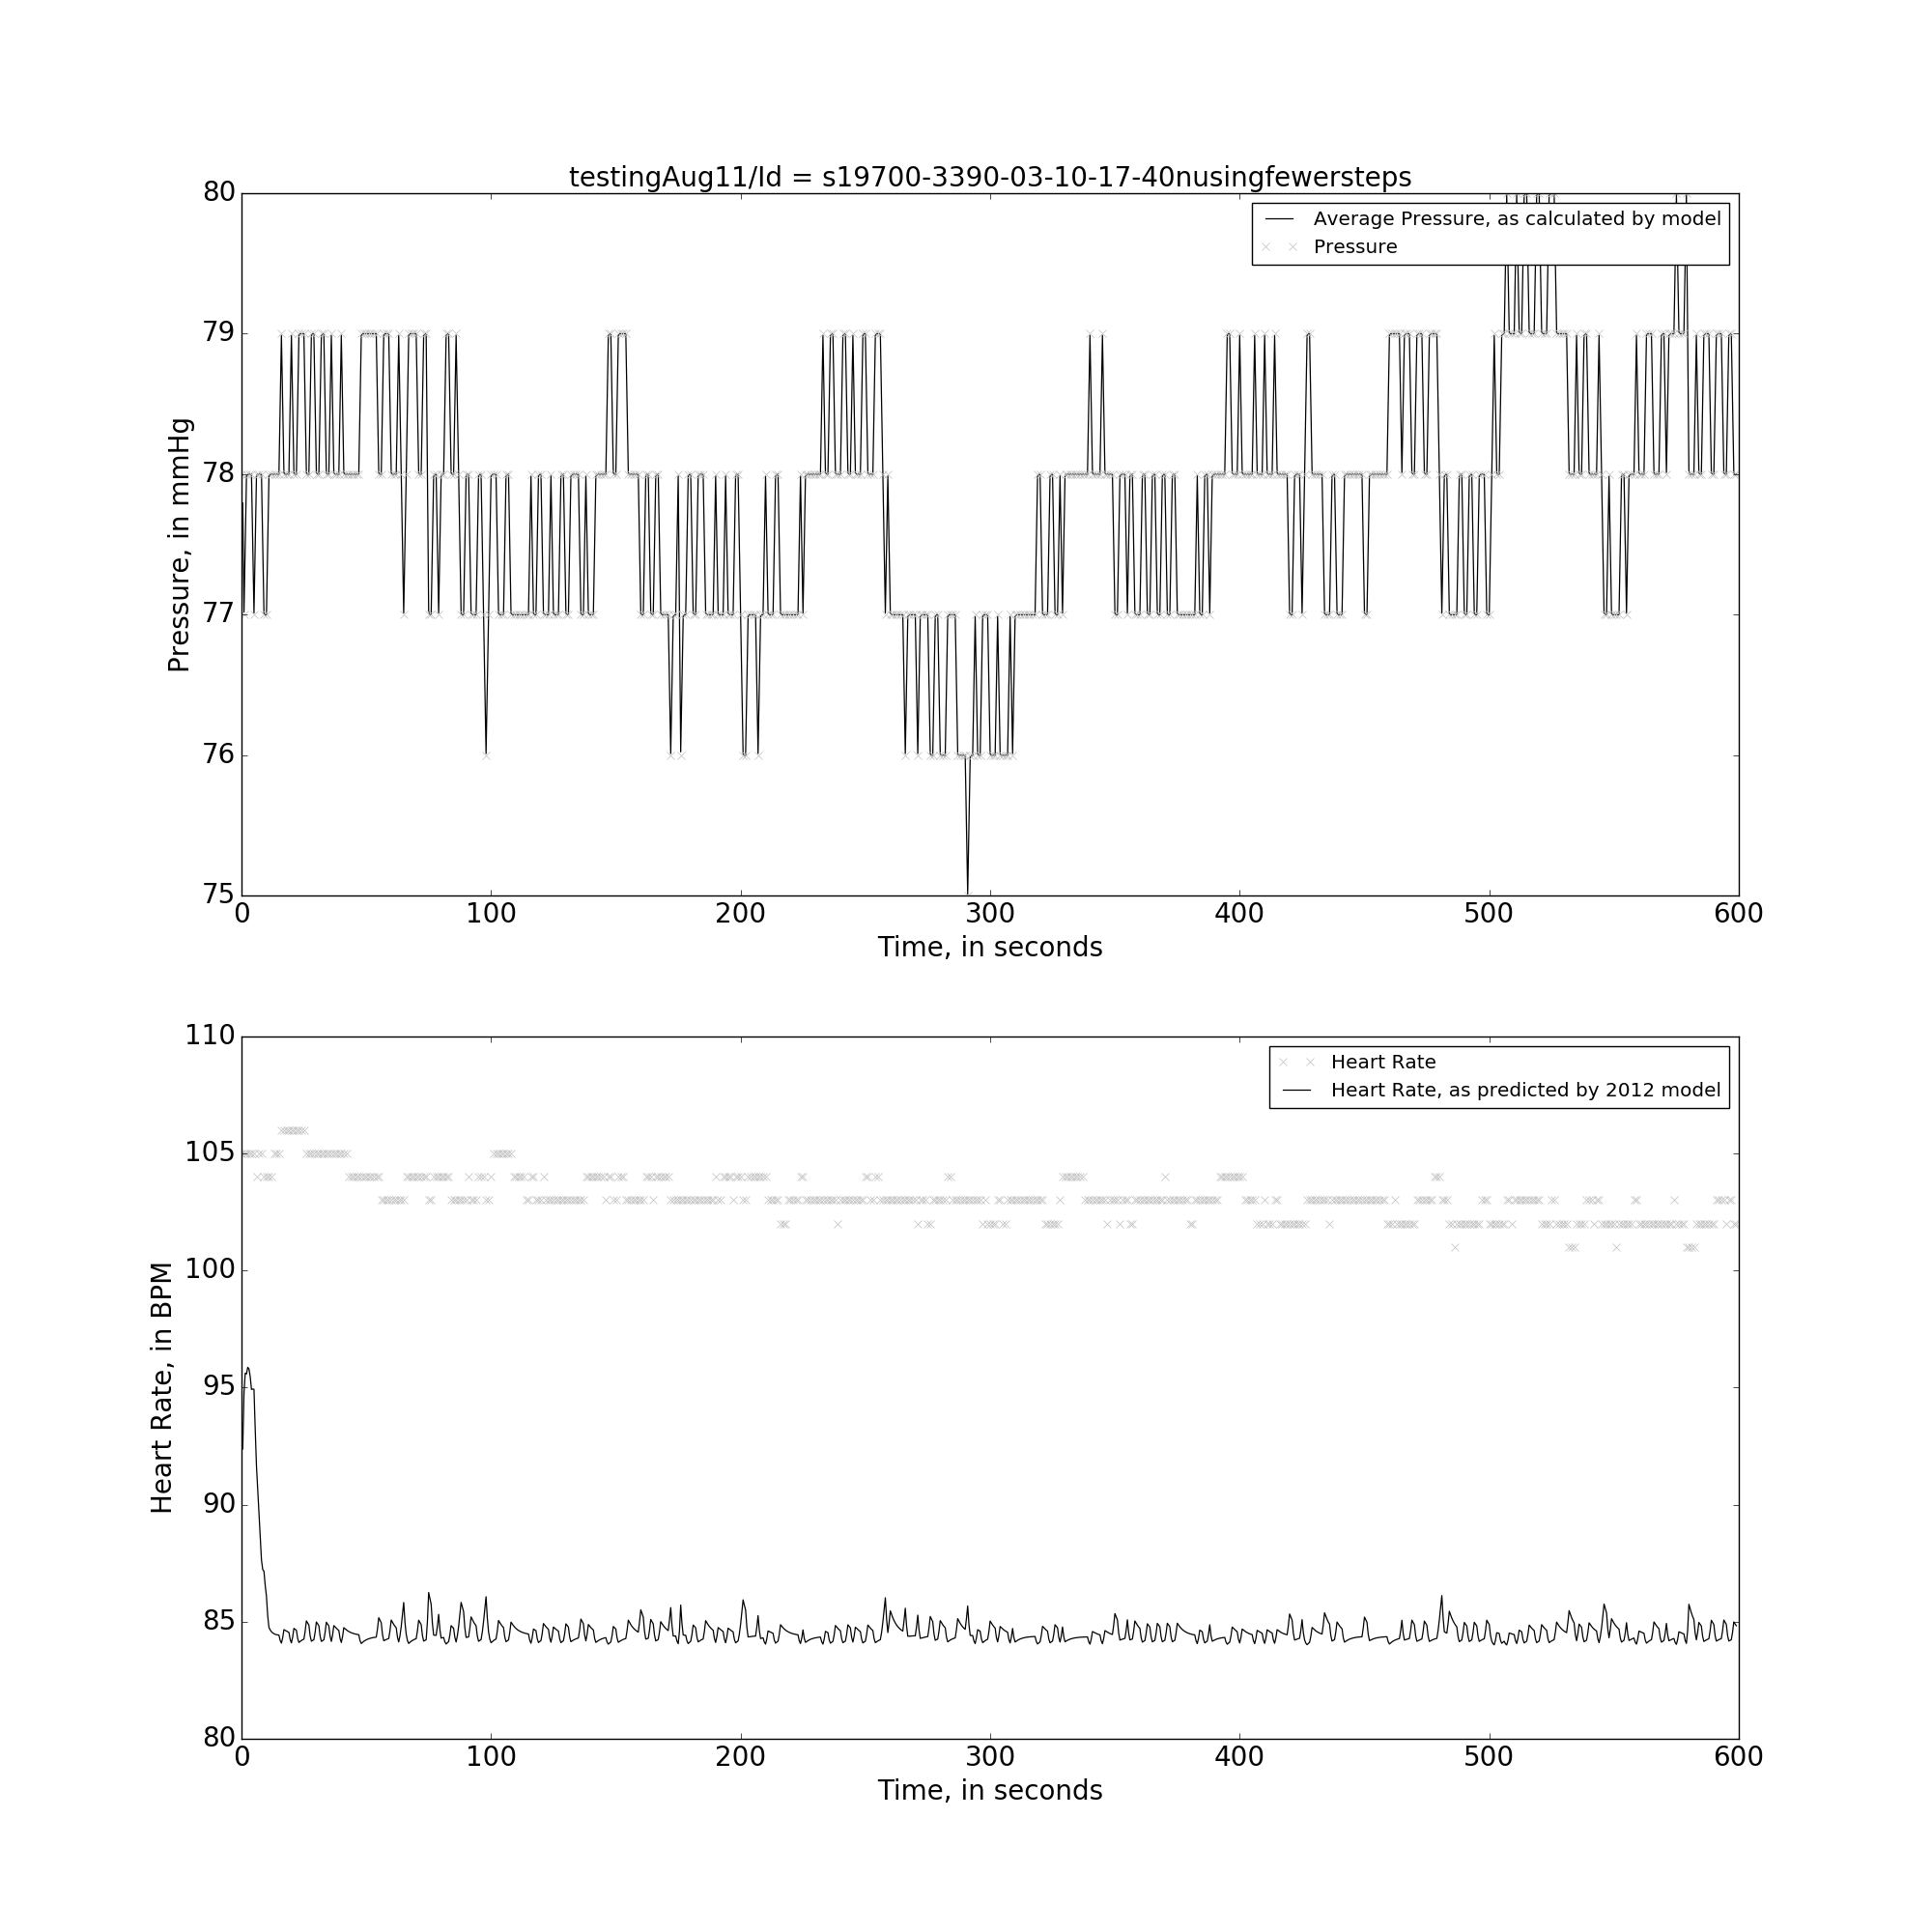 testingAug11/Id = s19700-3390-03-10-17-40nusingfewersteps
80
79
78
77
76
75
Pressure, in mmHg
Average Pressure, as calculated by model
Pressure
0 100 200 300 400 500 600
Time, in seconds
110
105
100
95
90
85
80
Heart Rate, in BPM
Heart Rate
Heart Rate, as predicted by 2012 model
0 100 200 300 400 500 600
Time, in seconds